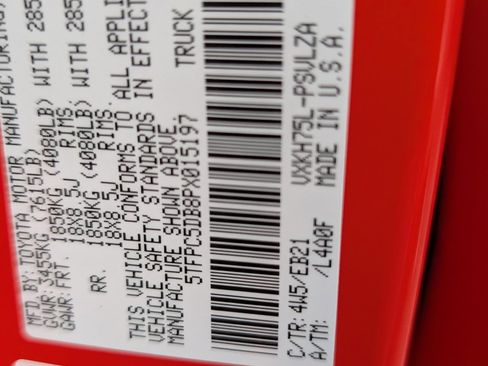 MFD. BY: TOYOTA MOTOR MANUFACTURING,
GVWR: 3455KG (7615LB)
GAWR: FRT. 1850KG (4080LB) WITH 285
18X8.5J RIMS
RR. 1850KG (4080LB) WITH 285
18X8.5J RIMS.
THIS VEHICLE CONFORMS TO ALL APPLI
VEHICLE SAFETY STANDARDS IN EFFECT
MANUFACTURE SHOWN ABOVE.
5TFPC5DB8PX015197 TRUCK
C/TR: 4W5/EB21 VXKH75L-PSVLZA
A/TM: /L4A0F MADE IN U.S.A.